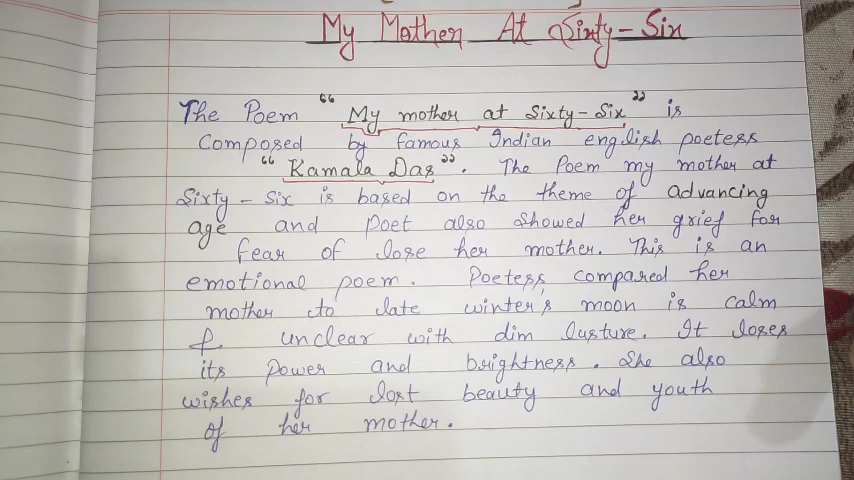 My Mother At Sixty-Six
The Poem "My mother at Sixty-Six" is
composed by famous Indian english poetess
"Kamala Das". The Poem my mother at
Sixty-six is based on the theme of advancing
age and Poet also showed her grief for
fear of lose her mother. This is an
emotional poem. Poetess compared her
mother to late winter's moon is calm
& unclear with dim lusture. It loses
its power and brightness. She also
wishes for lost beauty and youth
of her mother.